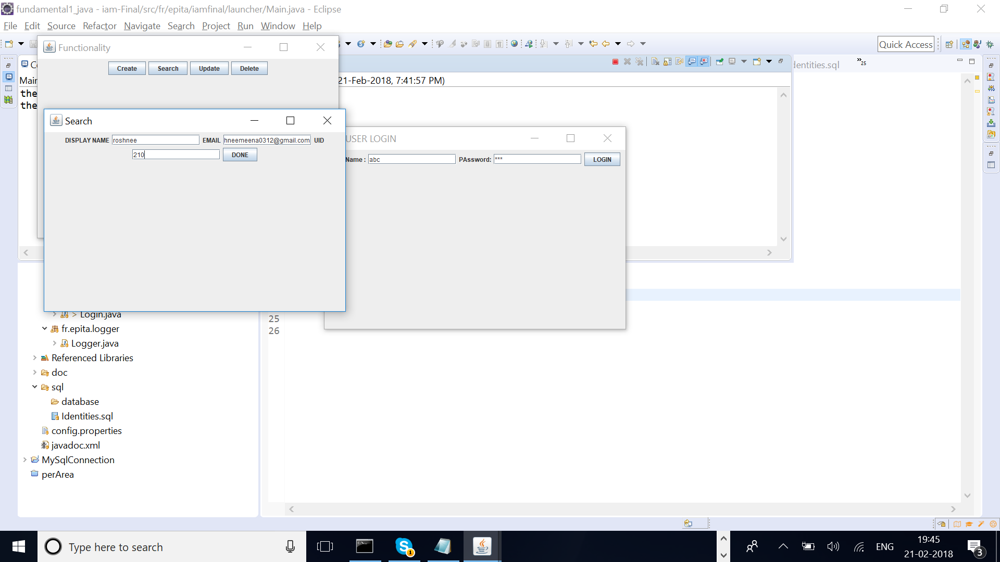 fundamental1_java - iam-Final/src/fr/epita/iamfinal/launcher/Main.java - Eclipse
File Edit Source Refactor Navigate Search Project Run Window Help
Functionality
Quick Access
Create Search Update Delete
dentities.sql
25
21-Feb-2018, 7:41:57 PM)
the
the
Search
DISPLAY NAME roshnee EMAIL hneemeena0312@gmail.com UID
210 DONE
USER LOGIN
Name : abc PAssword: *** LOGIN
> Login.java
25
fr.epita.logger
26
Logger.java
Referenced Libraries
doc
sql
database
Identities.sql
config.properties
javadoc.xml
MySqlConnection
perArea
Type here to search
1
ENG
19:45
21-02-2018
3